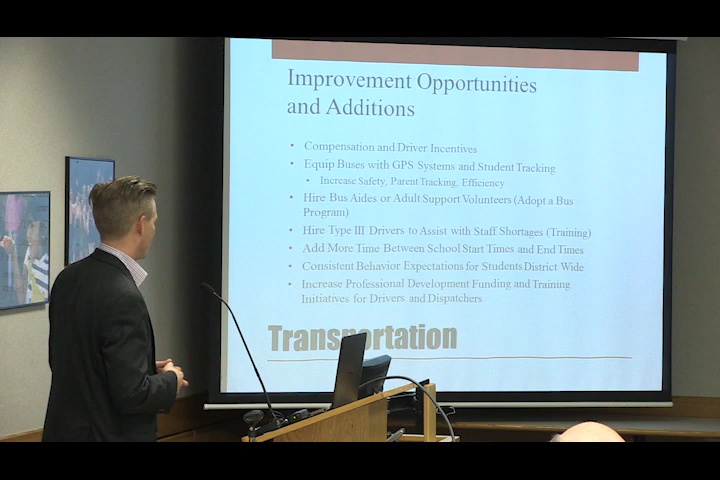 Improvement Opportunities
and Additions
• Compensation and Driver Incentives
• Equip Buses with GPS Systems and Student Tracking
• Increase Safety, Parent Tracking, Efficiency
• Hire Bus Aides or Adult Support Volunteers (Adopt a Bus
Program)
• Hire Type III Drivers to Assist with Staff Shortages (Training)
• Add More Time Between School Start Times and End Times
• Consistent Behavior Expectations for Students District Wide
• Increase Professional Development Funding and Training
Initiatives for Drivers and Dispatchers
Transportation